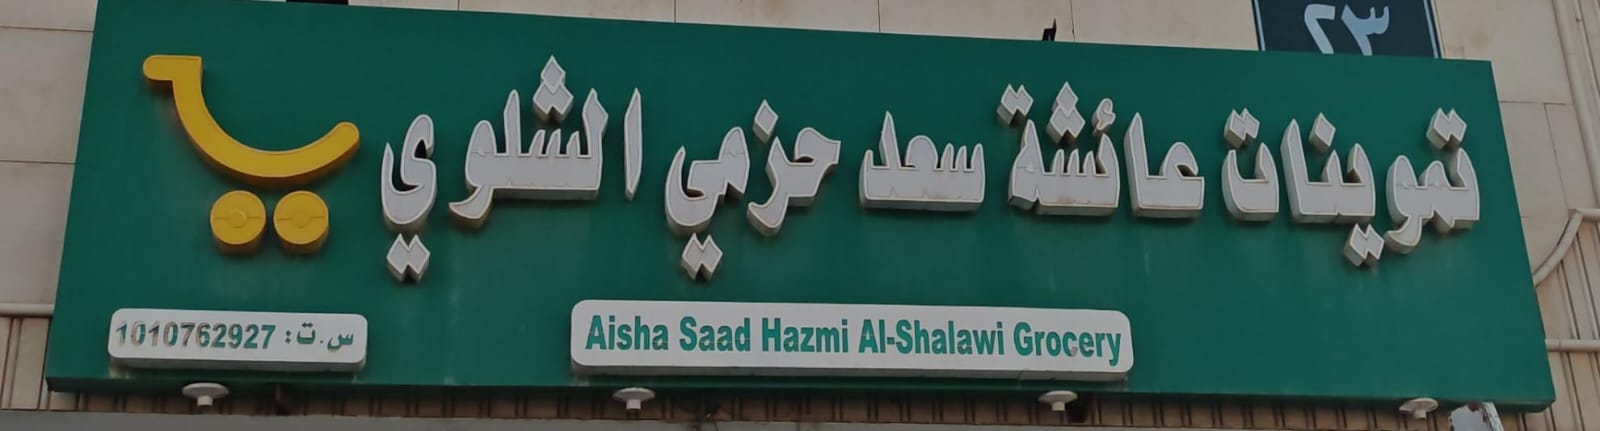 ٢٣
تموينات عائشة سعد حزمي الشلوي
Aisha Saad Hazmi Al-Shalawi Grocery
س.ت: 1010762927